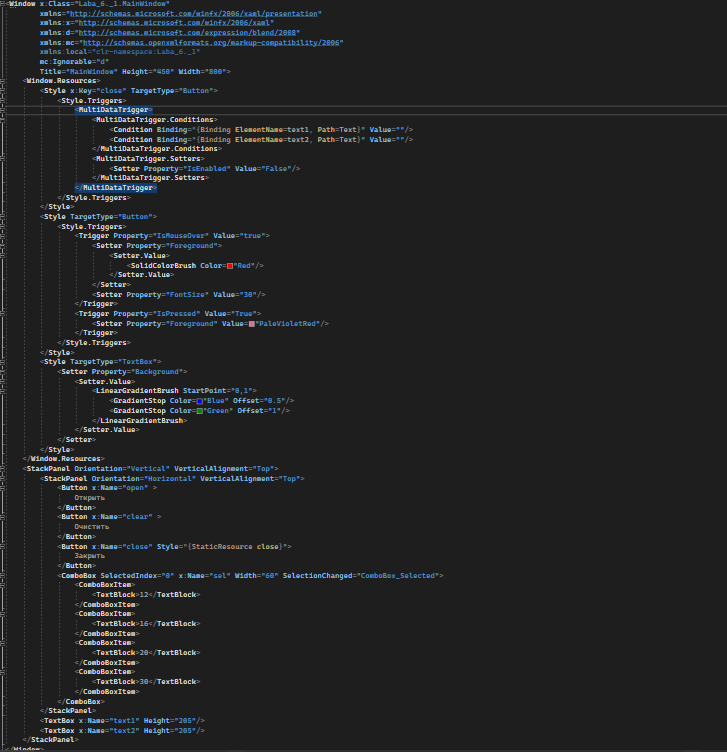 <Window x:Class="Laba_6._1.MainWindow"
xmlns="http://schemas.microsoft.com/winfx/2006/xaml/presentation"
xmlns:x="http://schemas.microsoft.com/winfx/2006/xaml"
xmlns:d="http://schemas.microsoft.com/expression/blend/2008"
xmlns:mc="http://schemas.openxmlformats.org/markup-compatibility/2006"
xmlns:local="clr-namespace:Laba_6._1"
mc:Ignorable="d"
Title="MainWindow" Height="450" Width="800">
<Window.Resources>
<Style x:Key="close" TargetType="Button">
<Style.Triggers>
<MultiDataTrigger>
<MultiDataTrigger.Conditions>
<Condition Binding="{Binding ElementName=text1, Path=Text}" Value=""/>
<Condition Binding="{Binding ElementName=text2, Path=Text}" Value=""/>
</MultiDataTrigger.Conditions>
<MultiDataTrigger.Setters>
<Setter Property="IsEnabled" Value="False"/>
</MultiDataTrigger.Setters>
</MultiDataTrigger>
</Style.Triggers>
</Style>
<Style TargetType="Button">
<Style.Triggers>
<Trigger Property="IsMouseOver" Value="true">
<Setter Property="Foreground">
<Setter.Value>
<SolidColorBrush Color="Red"/>
</Setter.Value>
</Setter>
<Setter Property="FontSize" Value="30"/>
</Trigger>
<Trigger Property="IsPressed" Value="True">
<Setter Property="Foreground" Value="PaleVioletRed"/>
</Trigger>
</Style.Triggers>
</Style>
<Style TargetType="TextBox">
<Setter Property="Background">
<Setter.Value>
<LinearGradientBrush StartPoint="0,1">
<GradientStop Color="Blue" Offset="0.5"/>
<GradientStop Color="Green" Offset="1"/>
</LinearGradientBrush>
</Setter.Value>
</Setter>
</Style>
</Window.Resources>
<StackPanel Orientation="Vertical" VerticalAlignment="Top">
<StackPanel Orientation="Horizontal" VerticalAlignment="Top">
<Button x:Name="open" >
Открыть
</Button>
<Button x:Name="clear" >
Очистить
</Button>
<Button x:Name="close" Style="{StaticResource close}">
Закрыть
</Button>
<ComboBox SelectedIndex="0" x:Name="sel" Width="60" SelectionChanged="ComboBox_Selected">
<ComboBoxItem>
<TextBlock>12</TextBlock>
</ComboBoxItem>
<ComboBoxItem>
<TextBlock>16</TextBlock>
</ComboBoxItem>
<ComboBoxItem>
<TextBlock>20</TextBlock>
</ComboBoxItem>
<ComboBoxItem>
<TextBlock>30</TextBlock>
</ComboBoxItem>
</ComboBox>
</StackPanel>
<TextBox x:Name="text1" Height="205"/>
<TextBox x:Name="text2" Height="205"/>
</StackPanel>
</Window>